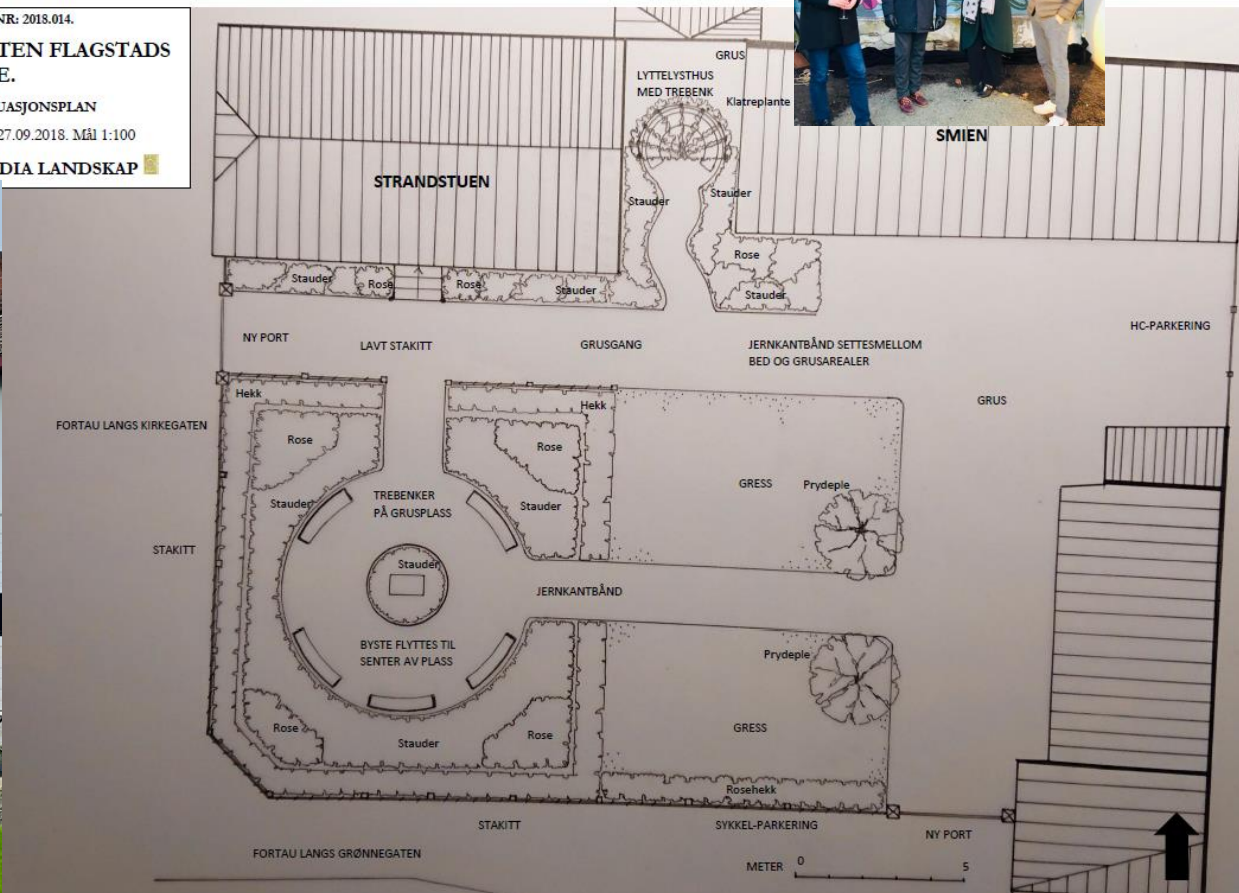 NR: 2018.014.
TEN FLAGSTADS
E.
UASJONSPLAN
27.09.2018. Mål 1:100
DIA LANDSKAP
GRUS
LYTTELYSTHUS
MED TREBENK
Klatreplante
SMIEN
STRANDSTUEN
Stauder
Stauder
Rose
Stauder
Rose
Rose
Stauder
Stauder
NY PORT
LAVT STAKITT
GRUSGANG
JERNKANTBÅND SETTESMELLOM
BED OG GRUSAREALER
HC-PARKERING
Hekk
Hekk
GRUS
FORTAU LANGS KIRKEGATEN
Rose
Rose
GRESS
Prydeple
Stauder
TREBENKER
PÅ GRUSPLASS
Stauder
STAKITT
Stauder
JERNKANTBÅND
BYSTE FLYTTES TIL
SENTER AV PLASS
Prydeple
Rose
Stauder
Rose
GRESS
Rosehekk
STAKITT
SYKKEL-PARKERING
NY PORT
FORTAU LANGS GRØNNEGATEN
METER 0 5